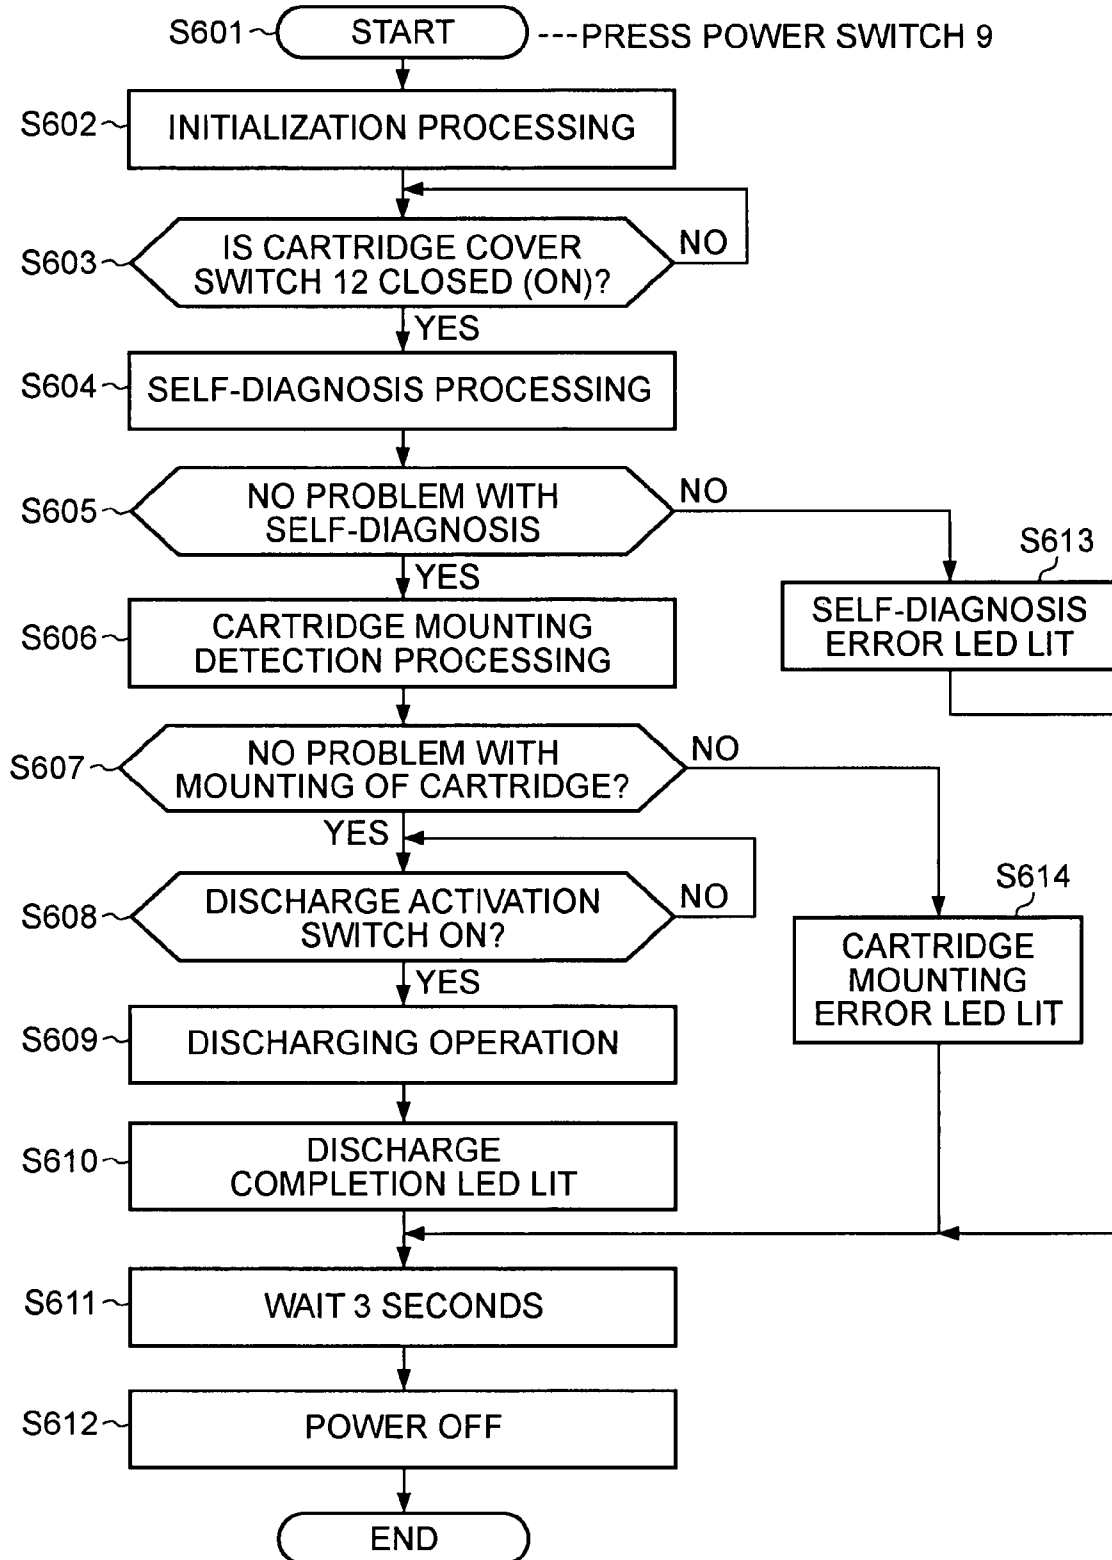 S601
START
---PRESS POWER SWITCH 9
S602
INITIALIZATION PROCESSING
S603
IS CARTRIDGE COVER
SWITCH 12 CLOSED (ON)?
NO
YES
S604
SELF-DIAGNOSIS PROCESSING
S605
NO PROBLEM WITH
SELF-DIAGNOSIS
NO
YES
S613
SELF-DIAGNOSIS
ERROR LED LIT
S606
CARTRIDGE MOUNTING
DETECTION PROCESSING
S607
NO PROBLEM WITH
MOUNTING OF CARTRIDGE?
NO
YES
S608
DISCHARGE ACTIVATION
SWITCH ON?
NO
YES
S614
CARTRIDGE
MOUNTING
ERROR LED LIT
S609
DISCHARGING OPERATION
S610
DISCHARGE
COMPLETION LED LIT
S611
WAIT 3 SECONDS
S612
POWER OFF
END